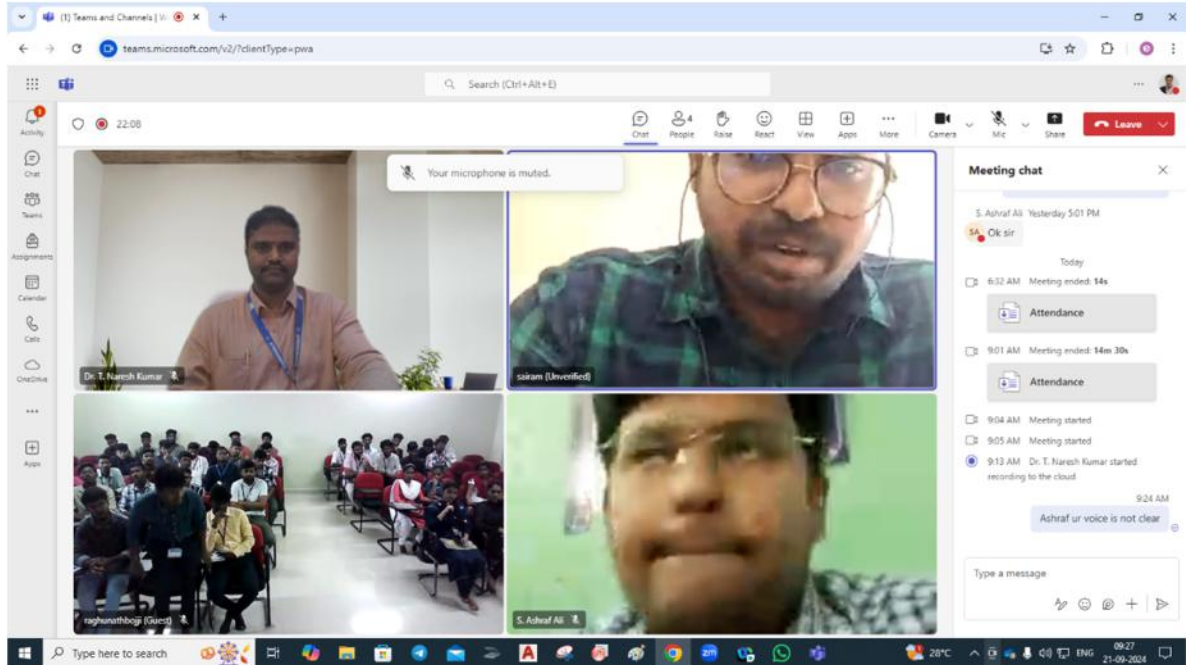 (1) Teams and Channels | V
teams.microsoft.com/v2/?clientType=pwa
Search (Ctrl+Alt+E)
22:08
Chat
4
People
Raise
React
View
Apps
More
Camera
Mic
Share
Leave
1
Activity
Chat
Teams
Assignments
Calendar
Calls
OneDrive
Apps
Your microphone is muted.
Dr. T. Naresh Kumar
sairam (Unverified)
raghunathbojji (Guest)
S. Ashraf Ali
Meeting chat
S. Ashraf Ali Yesterday 5:01 PM
SA
Ok sir
Today
6:32 AM Meeting ended: 14s
Attendance
9:01 AM Meeting ended: 14m 30s
Attendance
9:04 AM Meeting started
9:05 AM Meeting started
9:13 AM Dr. T. Naresh Kumar started
recording to the cloud
9:24 AM
Ashraf ur voice is not clear
Type a message
Type here to search
A
zm
28°C
ENG
09:27
21-09-2024